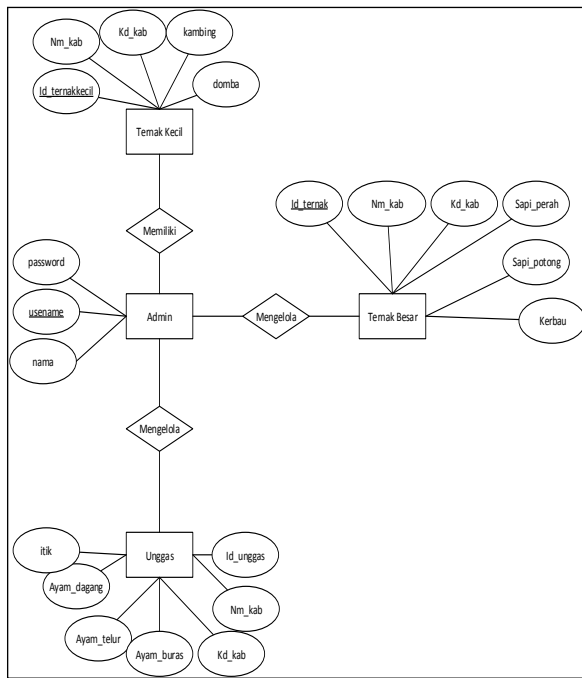 Kd_kab
kambing
Nm_kab
Id_ternakkecil
domba
Ternak Kecil
Id_ternak
Nm_kab
Kd_kab
Sapi_perah
Memiliki
Sapi_potong
password
usename
Admin
Mengelola
Ternak Besar
Kerbau
nama
Mengelola
itik
Unggas
Id_unggas
Ayam_dagang
Nm_kab
Ayam_telur
Ayam_buras
Kd_kab